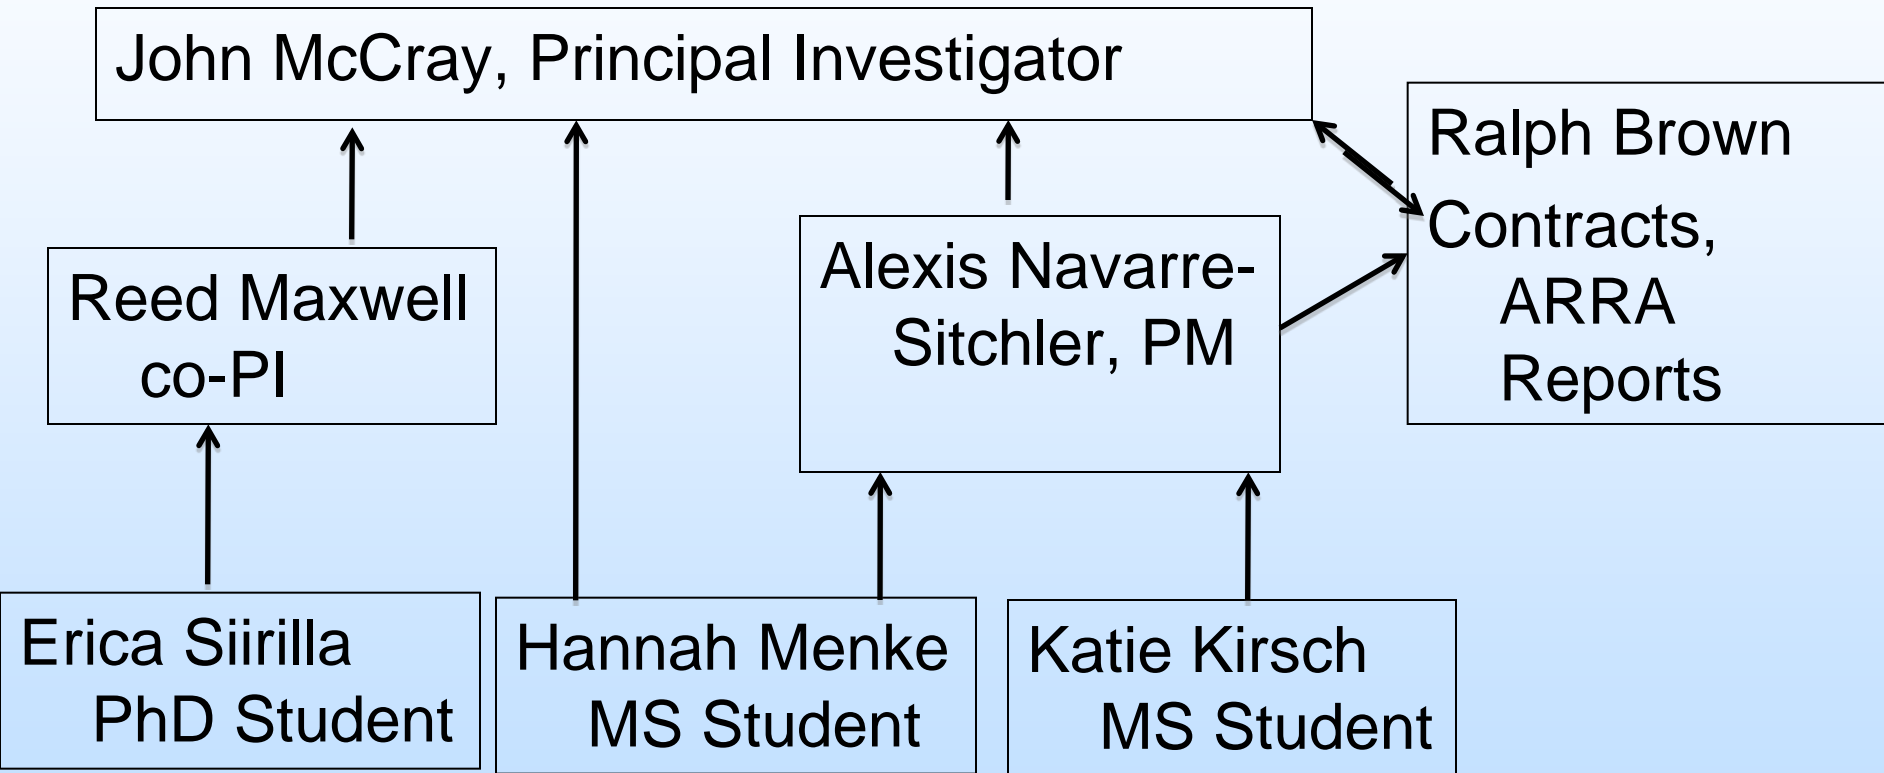 John McCray, Principal Investigator
Ralph Brown
Contracts,
ARRA
Reports
Reed Maxwell
co-PI
Alexis Navarre-
Sitchler, PM
Erica Siirilla
PhD Student
Hannah Menke
MS Student
Katie Kirsch
MS Student